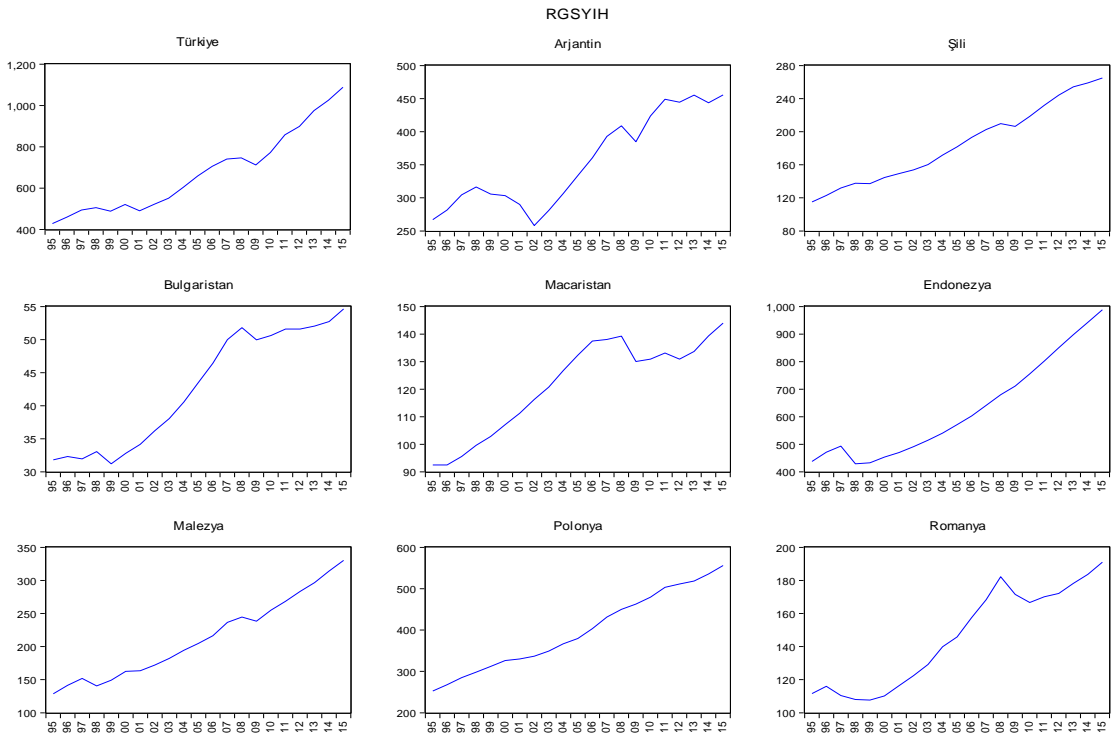 RGSYIH
Türkiye
1,200
1,000
800
600
400
95 96 97 98 99 00 01 02 03 04 05 06 07 08 09 10 11 12 13 14 15
Arjantin
500
450
400
350
300
250
95 96 97 98 99 00 01 02 03 04 05 06 07 08 09 10 11 12 13 14 15
Şili
280
240
200
160
120
80
95 96 97 98 99 00 01 02 03 04 05 06 07 08 09 10 11 12 13 14 15
Bulgaristan
55
50
45
40
35
30
95 96 97 98 99 00 01 02 03 04 05 06 07 08 09 10 11 12 13 14 15
Macaristan
150
140
130
120
110
100
90
95 96 97 98 99 00 01 02 03 04 05 06 07 08 09 10 11 12 13 14 15
Endonezya
1,000
900
800
700
600
500
400
95 96 97 98 99 00 01 02 03 04 05 06 07 08 09 10 11 12 13 14 15
Malezya
350
300
250
200
150
100
95 96 97 98 99 00 01 02 03 04 05 06 07 08 09 10 11 12 13 14 15
Polonya
600
500
400
300
200
95 96 97 98 99 00 01 02 03 04 05 06 07 08 09 10 11 12 13 14 15
Romanya
200
180
160
140
120
100
95 96 97 98 99 00 01 02 03 04 05 06 07 08 09 10 11 12 13 14 15